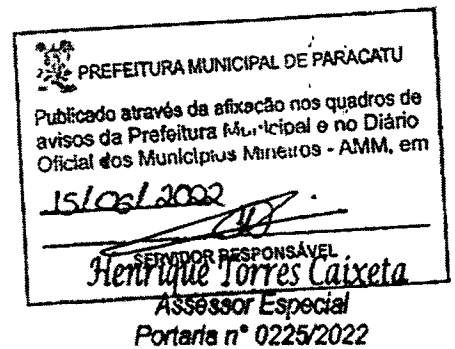 PREFEITURA MUNICIPAL DE PARACATU
Publicado através da afixação nos quadros de
avisos da Prefeitura Municipal e no Diário
Oficial dos Municípios Mineiros - AMM, em
15/06/2022
SERVIDOR RESPONSÁVEL
Henrique Torres Caixeta
Assessor Especial
Portaria n° 0225/2022